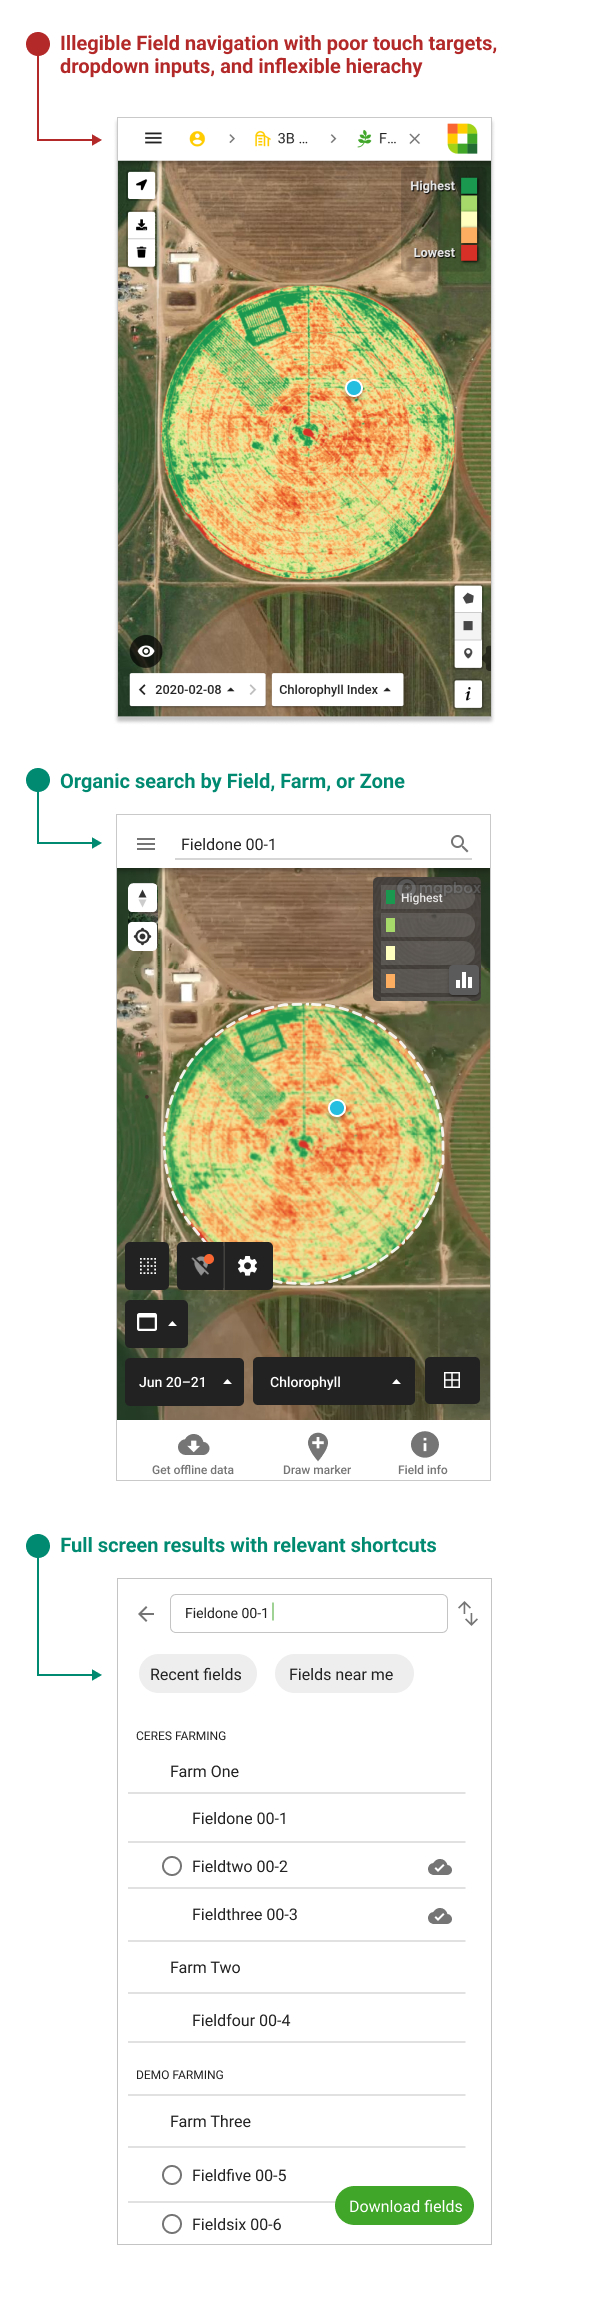 Illegible Field navigation with poor touch targets,
dropdown inputs, and inflexible hierachy
3B ...
F...
Highest
Lowest
2020-02-08
Chlorophyll Index
i
Organic search by Field, Farm, or Zone
Fieldone 00-1
mapbox
Highest
Jun 20–21
Chlorophyll
Get offline data
Draw marker
Field info
Full screen results with relevant shortcuts
Fieldone 00-1
Recent fields
Fields near me
CERES FARMING
Farm One
Fieldone 00-1
Fieldtwo 00-2
Fieldthree 00-3
Farm Two
Fieldfour 00-4
DEMO FARMING
Farm Three
Fieldfive 00-5
Download fields
Fieldsix 00-6